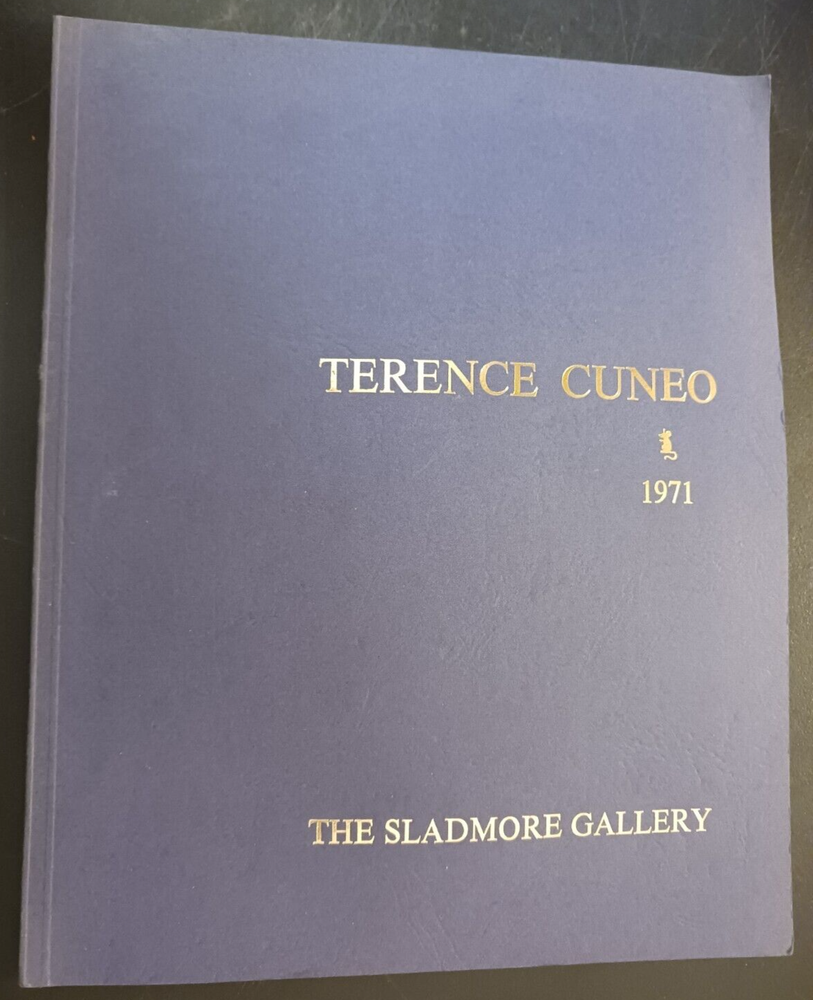 TERENCE CUNEO
1971
THE SLADMORE GALLERY